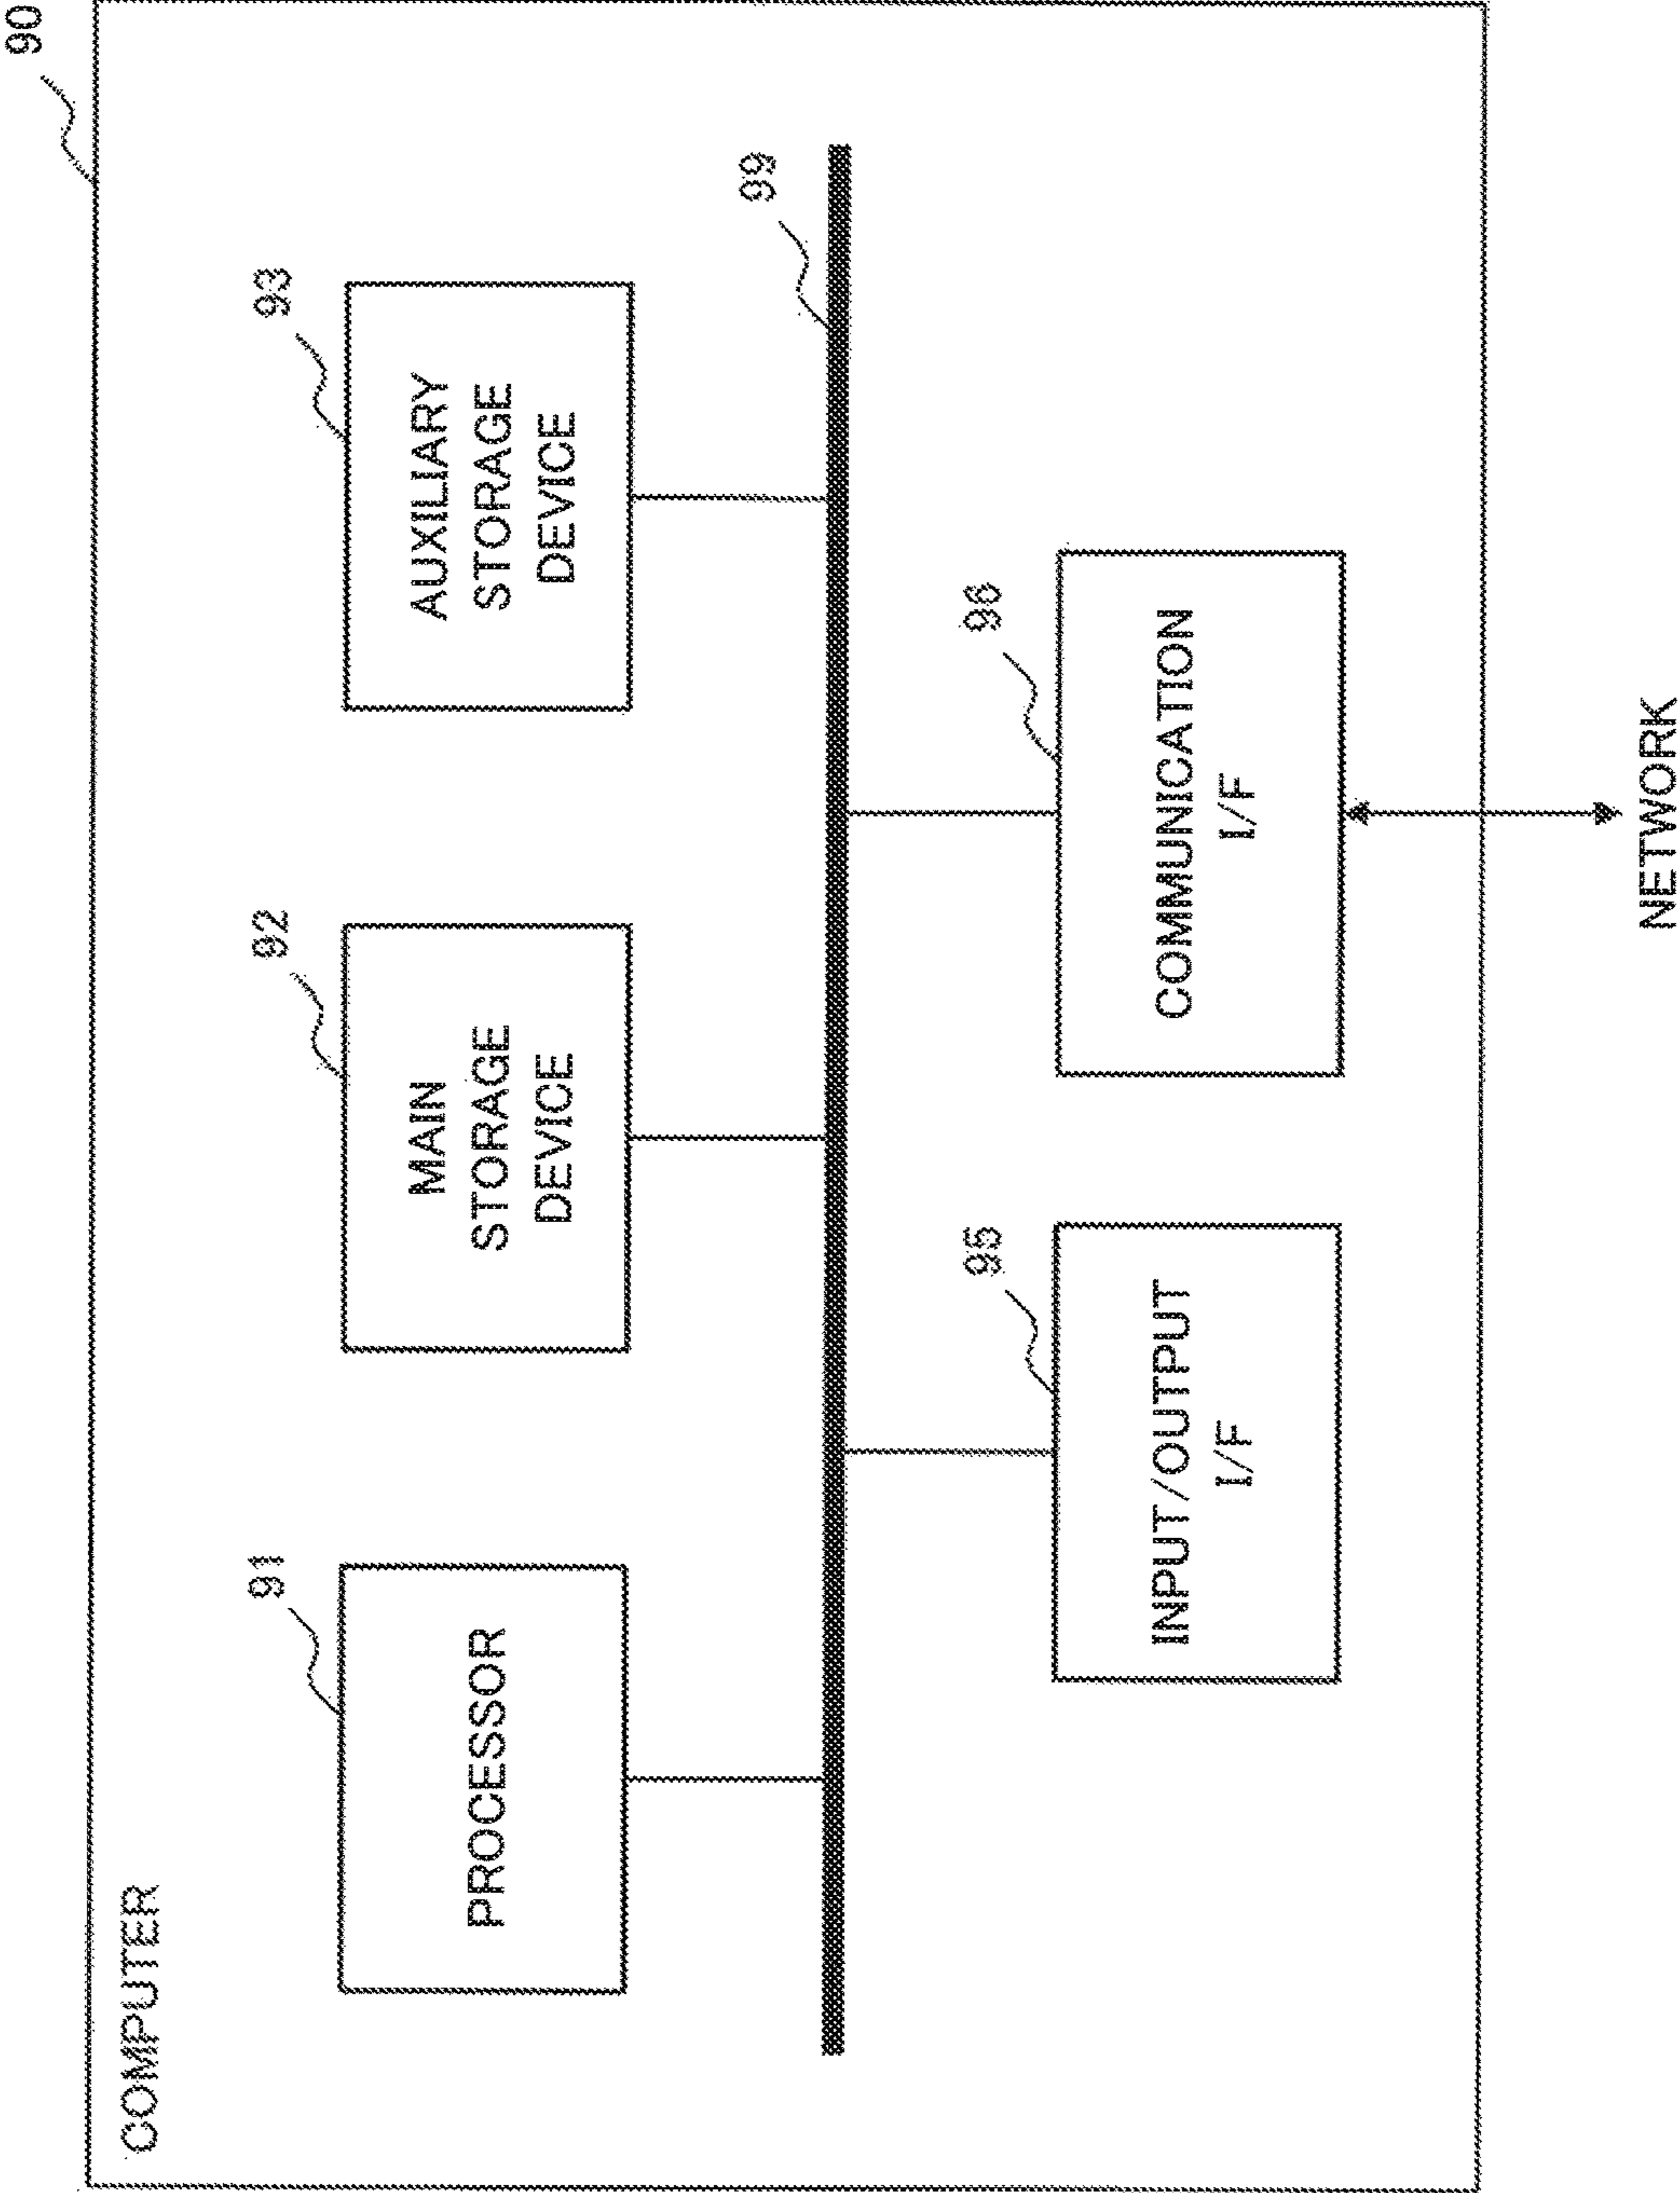 90
COMPUTER
91
PROCESSOR
92
MAIN
STORAGE
DEVICE
93
AUXILIARY
STORAGE
DEVICE
99
95
INPUT/OUTPUT
I/F
96
COMMUNICATION
I/F
NETWORK